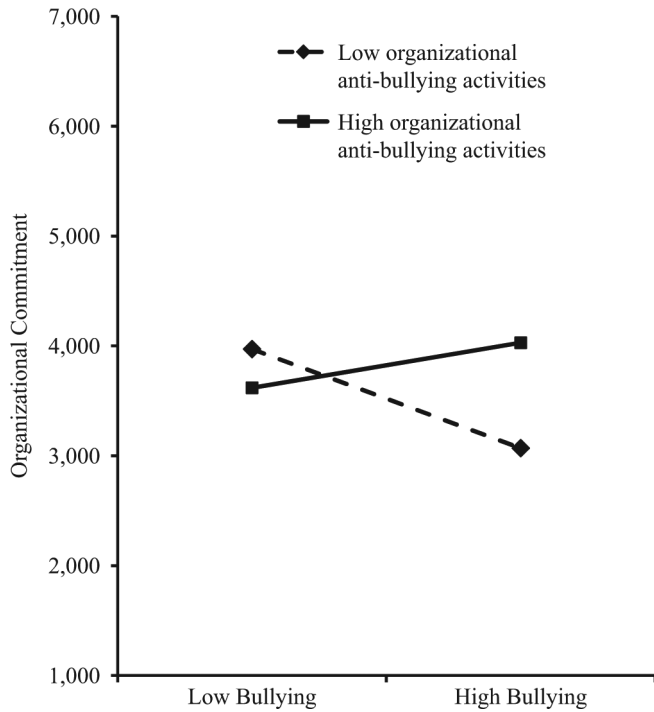 7,000
6,000
5,000
4,000
3,000
2,000
1,000
Organizational Commitment
Low organizational
anti-bullying activities
High organizational
anti-bullying activities
Low Bullying
High Bullying